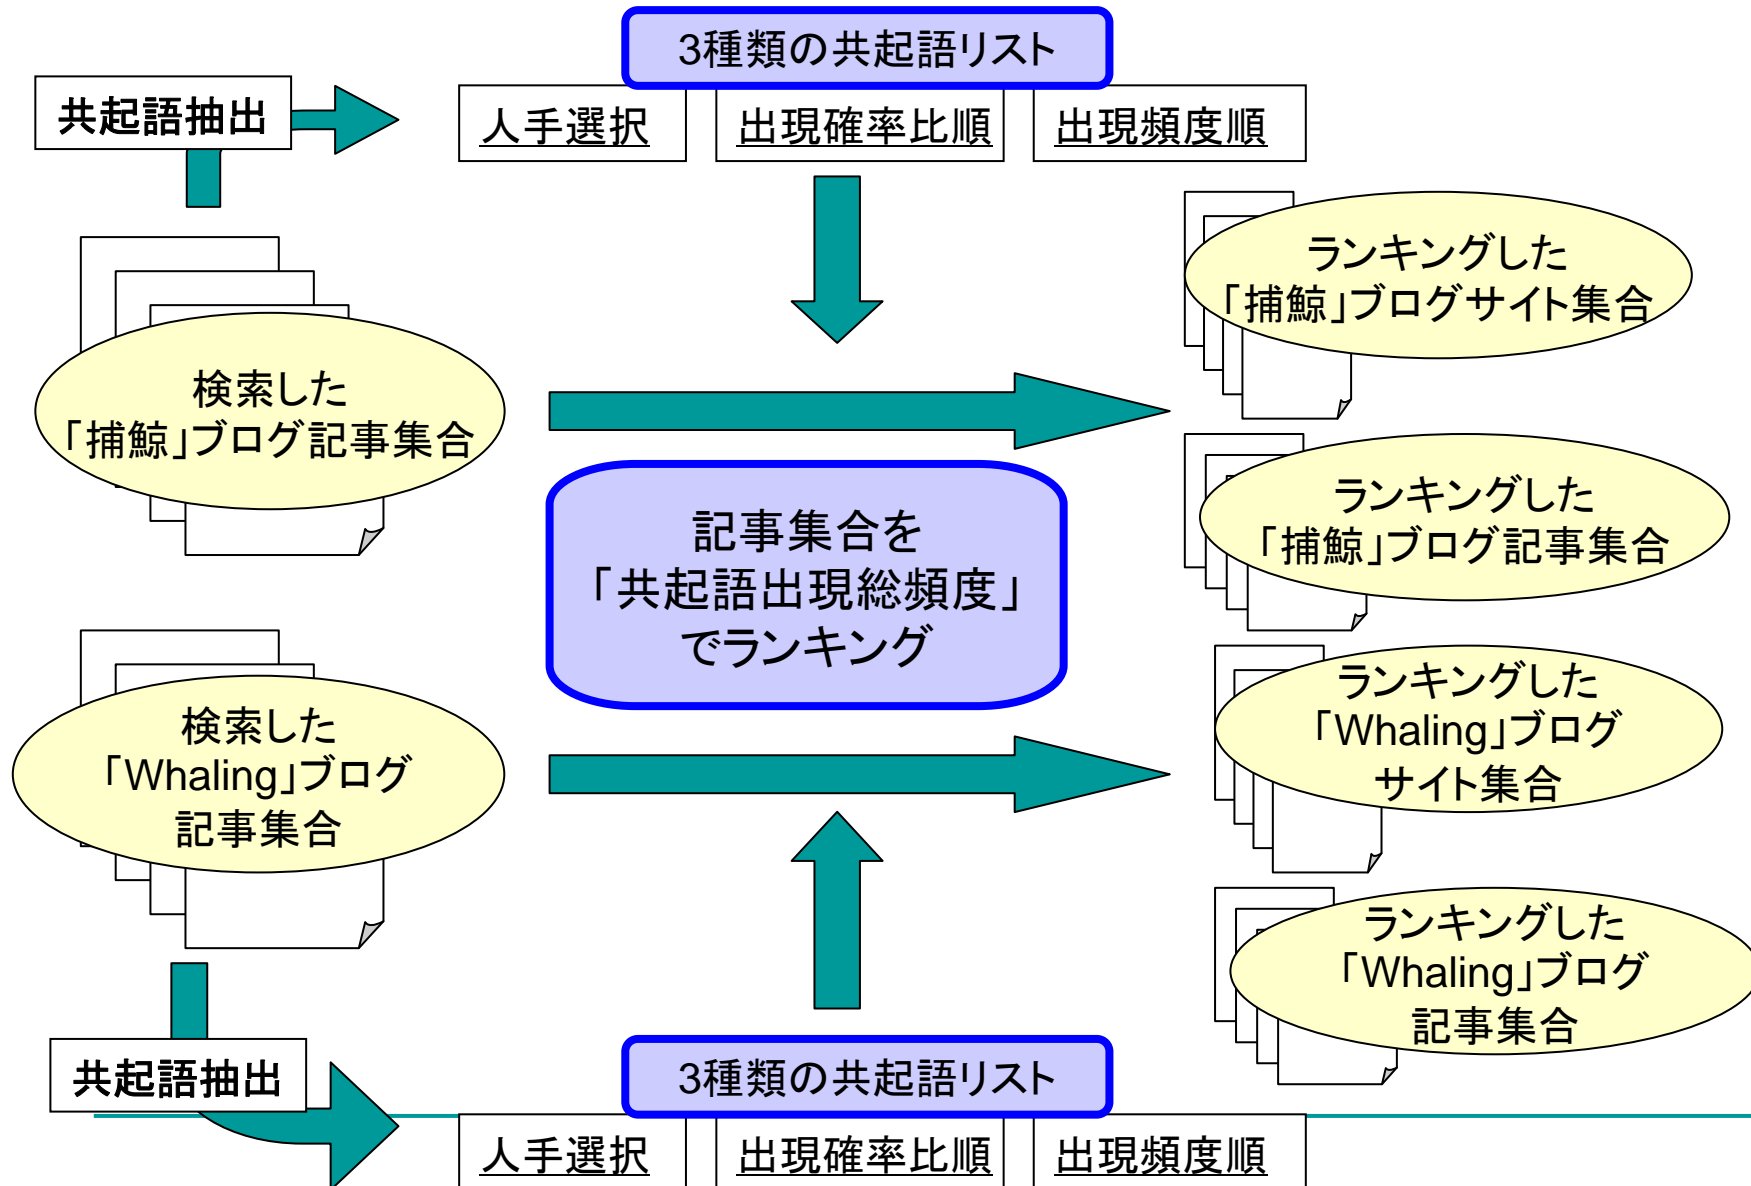 3種類の共起語リスト
共起語抽出
人手選択
出現確率比順
出現頻度順
検索した
「捕鯨」ブログ記事集合
ランキングした
「捕鯨」ブログサイト集合
ランキングした
「捕鯨」ブログ記事集合
記事集合を
「共起語出現総頻度」
でランキング
検索した
「Whaling」ブログ
記事集合
ランキングした
「Whaling」ブログ
サイト集合
ランキングした
「Whaling」ブログ
記事集合
共起語抽出
3種類の共起語リスト
人手選択
出現確率比順
出現頻度順